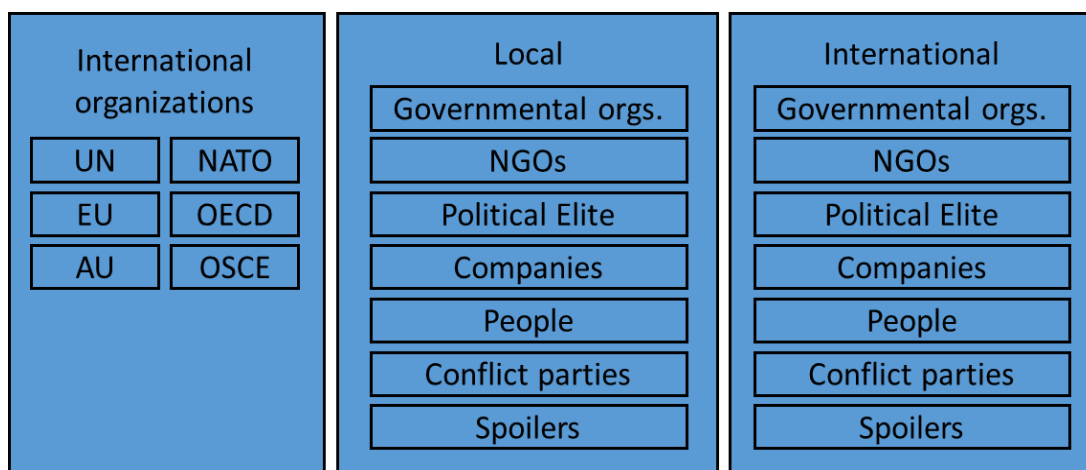 International
organizations
UN
NATO
EU
OECD
AU
OSCE
Local
Governmental orgs.
NGOs
Political Elite
Companies
People
Conflict parties
Spoilers
International
Governmental orgs.
NGOs
Political Elite
Companies
People
Conflict parties
Spoilers